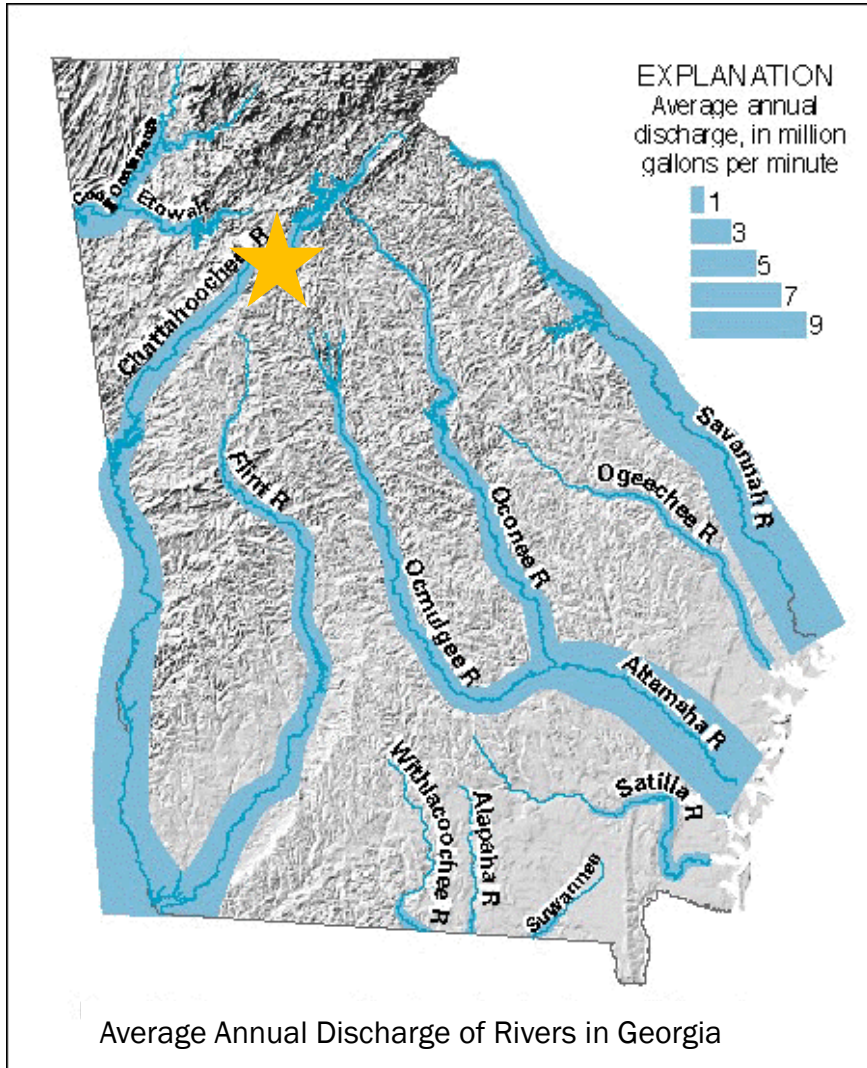 EXPLANATION
Average annual
discharge, in million
gallons per minute
1
3
5
7
9
Etowah
Chattahoochee R
Flint R
Ocmulgee R
Oconee R
Ogeechee R
Savannah R
Altamaha R
Satilla R
Withlacoochee R
Alapaha R
Suwannee
Average Annual Discharge of Rivers in Georgia